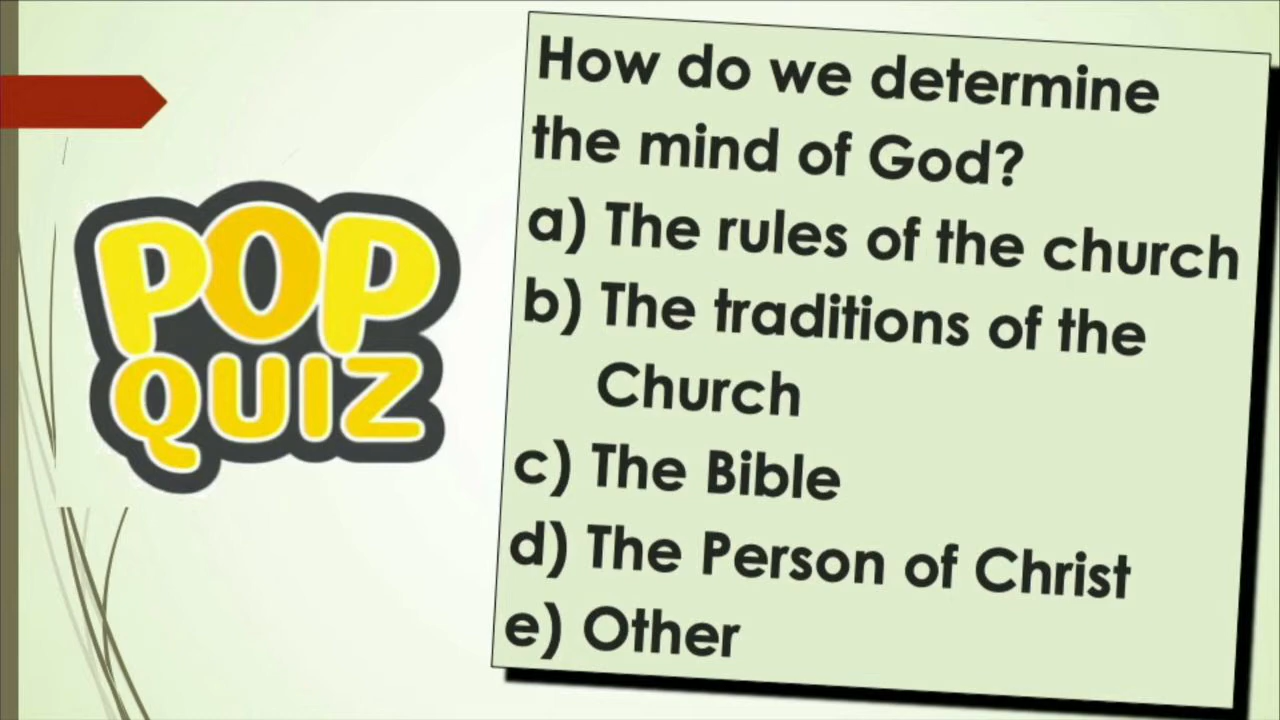 POP
QUIZ
How do we determine
the mind of God?
a) The rules of the church
b) The traditions of the
Church
c) The Bible
d) The Person of Christ
e) Other